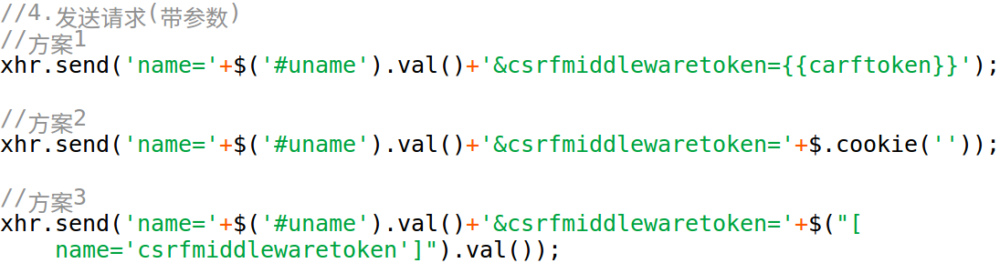 //4.发送请求(带参数)
//方案1
xhr.send('name='+$('#uname').val()+'&csrfmiddlewaretoken={{carftoken}}');
//方案2
xhr.send('name='+$('#uname').val()+'&csrfmiddlewaretoken='+$.cookie(''));
//方案3
xhr.send('name='+$('#uname').val()+'&csrfmiddlewaretoken='+$("[
name='csrfmiddlewaretoken']").val());